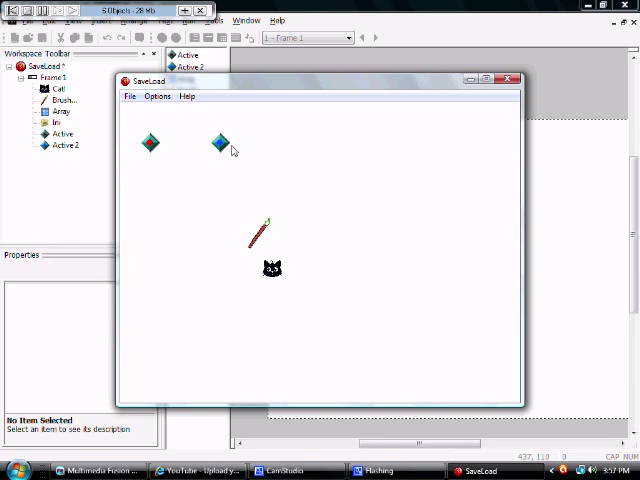 6 Objects - 28 Mb
Window Help
1 - Frame 1
Workspace Toolbar
SaveLoad *
Frame 1
Cat!
Brush...
Array
Ini
Active
Active 2
Active
Active 2
SaveLoad
File Options Help
Properties
No Item Selected
Select an item to see its description
437, 110 0 CAP NUM
Multimedia Fusion ... YouTube - Upload y... CamStudio Flashing SaveLoad 3:57 PM